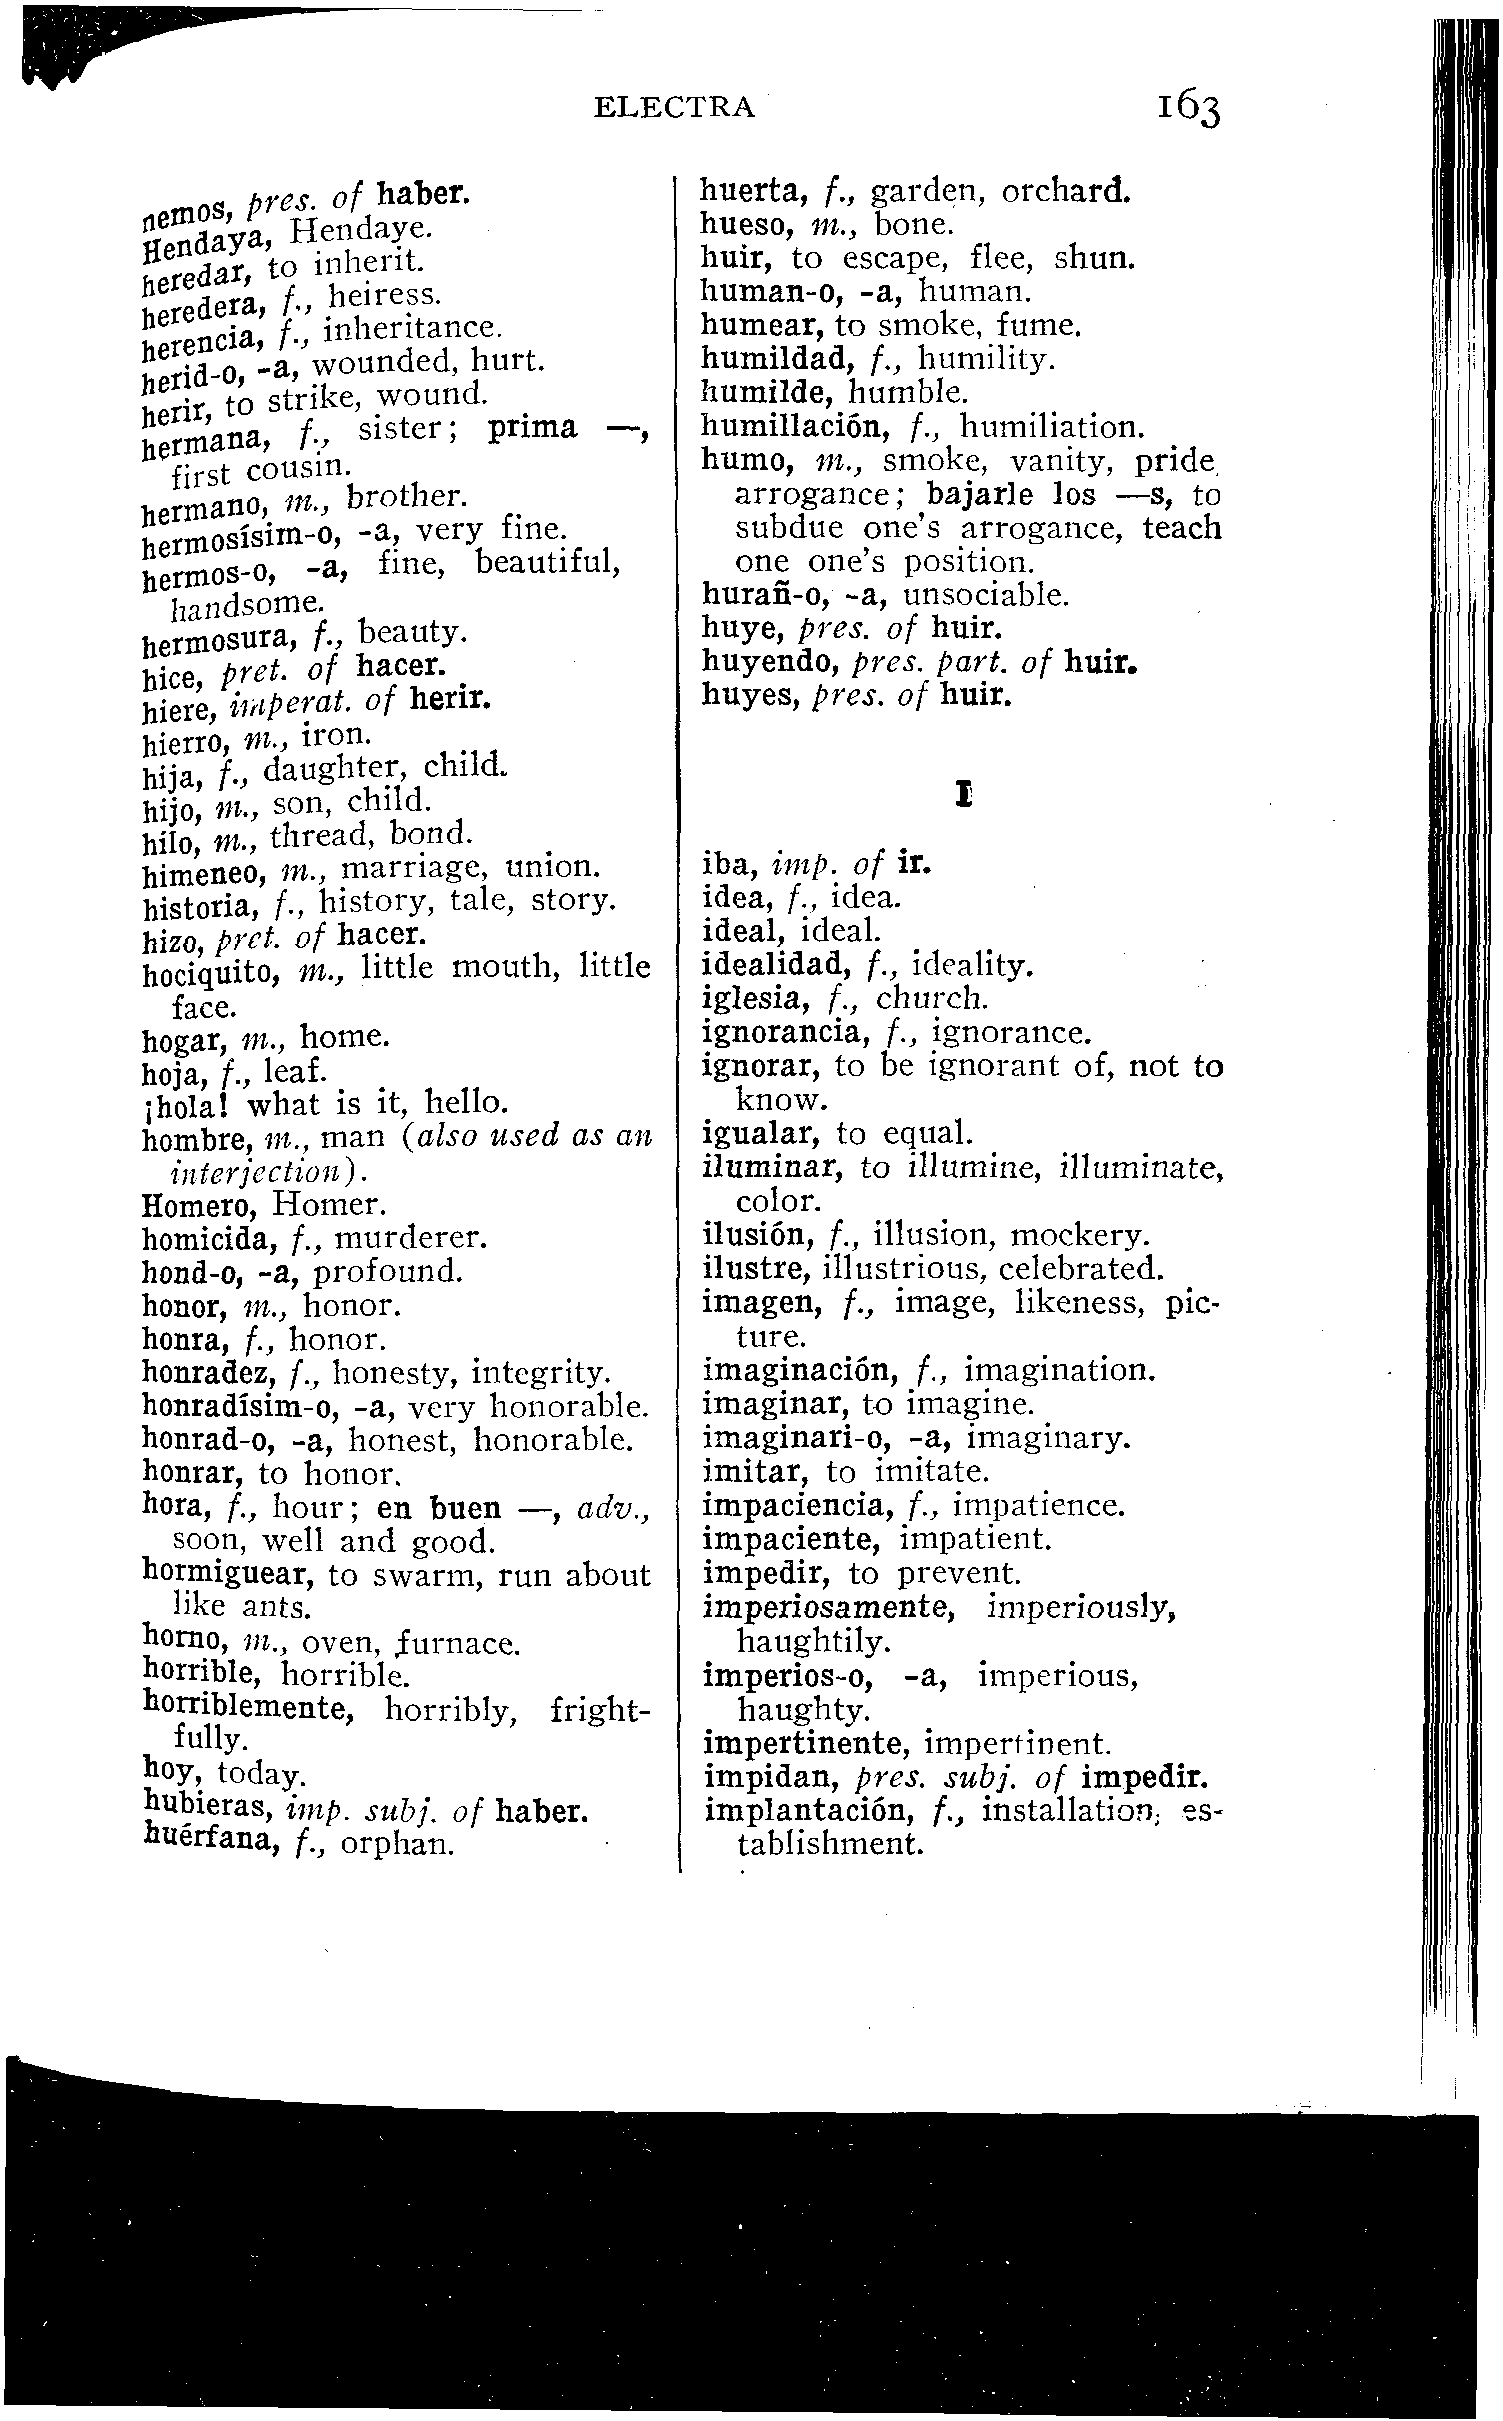 ELECTRA 163
hemos, pres. of haber.
Hendaya, Hendaye.
heredar, to inherit.
heredera, f., heiress.
herencia, f., inheritance.
herid-o, -a, wounded, hurt.
herir, to strike, wound.
hermana, f., sister; prima —,
first cousin.
hermano, m., brother.
hermosísim-o, -a, very fine.
hermos-o, -a, fine, beautiful,
handsome.
hermosura, f., beauty.
hice, pret. of hacer.
hiere, imperat. of herir.
hierro, m., iron.
hija, f., daughter, child.
hijo, m., son, child.
hilo, m., thread, bond.
himeneo, m., marriage, union.
historia, f., history, tale, story.
hizo, pret. of hacer.
hociquito, m., little mouth, little
face.
hogar, m., home.
hoja, f., leaf.
¡hola! what is it, hello.
hombre, m., man (also used as an
interjection).
Homero, Homer.
homicida, f., murderer.
hond-o, -a, profound.
honor, m., honor.
honra, f., honor.
honradez, f., honesty, integrity.
honradísim-o, -a, very honorable.
honrad-o, -a, honest, honorable.
honrar, to honor.
hora, f., hour; en buen —, adv.,
soon, well and good.
hormiguear, to swarm, run about
like ants.
horno, m., oven, furnace.
horrible, horrible.
horriblemente, horribly, fright-
fully.
hoy, today.
hubieras, imp. subj. of haber.
huérfana, f., orphan.
huerta, f., garden, orchard.
hueso, m., bone.
huir, to escape, flee, shun.
human-o, -a, human.
humear, to smoke, fume.
humildad, f., humility.
humilde, humble.
humillación, f., humiliation.
humo, m., smoke, vanity, pride,
arrogance; bajarle los —s, to
subdue one's arrogance, teach
one one's position.
hurañ-o, -a, unsociable.
huye, pres. of huir.
huyendo, pres. part. of huir.
huyes, pres. of huir.
I
iba, imp. of ir.
idea, f., idea.
ideal, ideal.
idealidad, f., ideality.
iglesia, f., church.
ignorancia, f., ignorance.
ignorar, to be ignorant of, not to
know.
igualar, to equal.
iluminar, to illumine, illuminate,
color.
ilusión, f., illusion, mockery.
ilustre, illustrious, celebrated.
imagen, f., image, likeness, pic-
ture.
imaginación, f., imagination.
imaginar, to imagine.
imaginari-o, -a, imaginary.
imitar, to imitate.
impaciencia, f., impatience.
impaciente, impatient.
impedir, to prevent.
imperiosamente, imperiously,
haughtily.
imperios-o, -a, imperious,
haughty.
impertinente, impertinent.
impidan, pres. subj. of impedir.
implantación, f., installation, es-
tablishment.